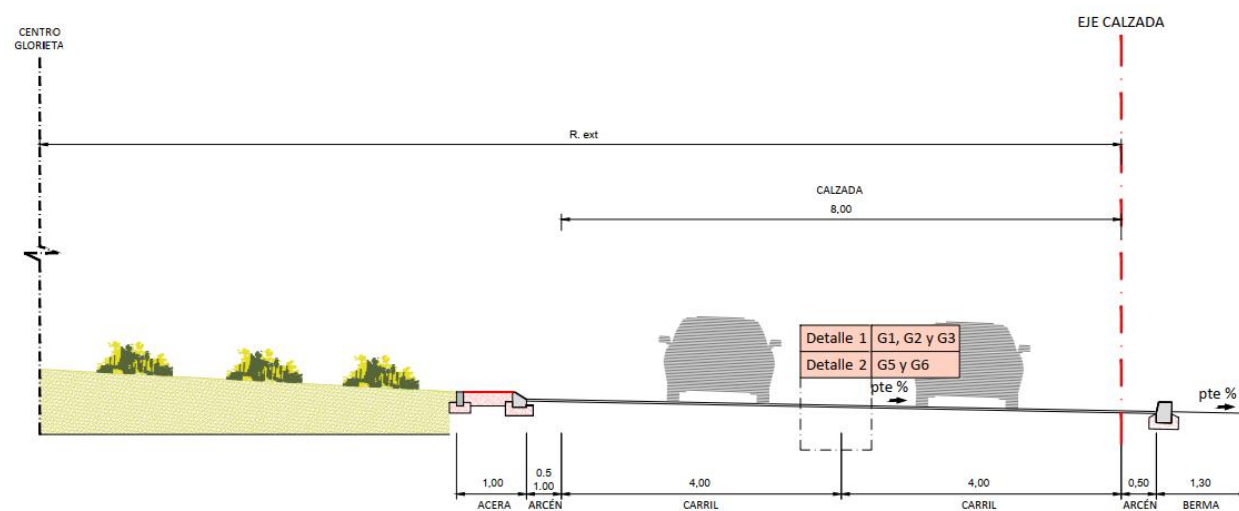 EJE CALZADA
CENTRO
GLORIETA
R. ext
CALZADA
8,00
Detalle 1 G1, G2 y G3
Detalle 2 G5 y G6
pte %
pte %
0.5
1,00 1.00 4,00 4,00 0,50 1,30
ACERA ARCÉN CARRIL CARRIL ARCÉN BERMA